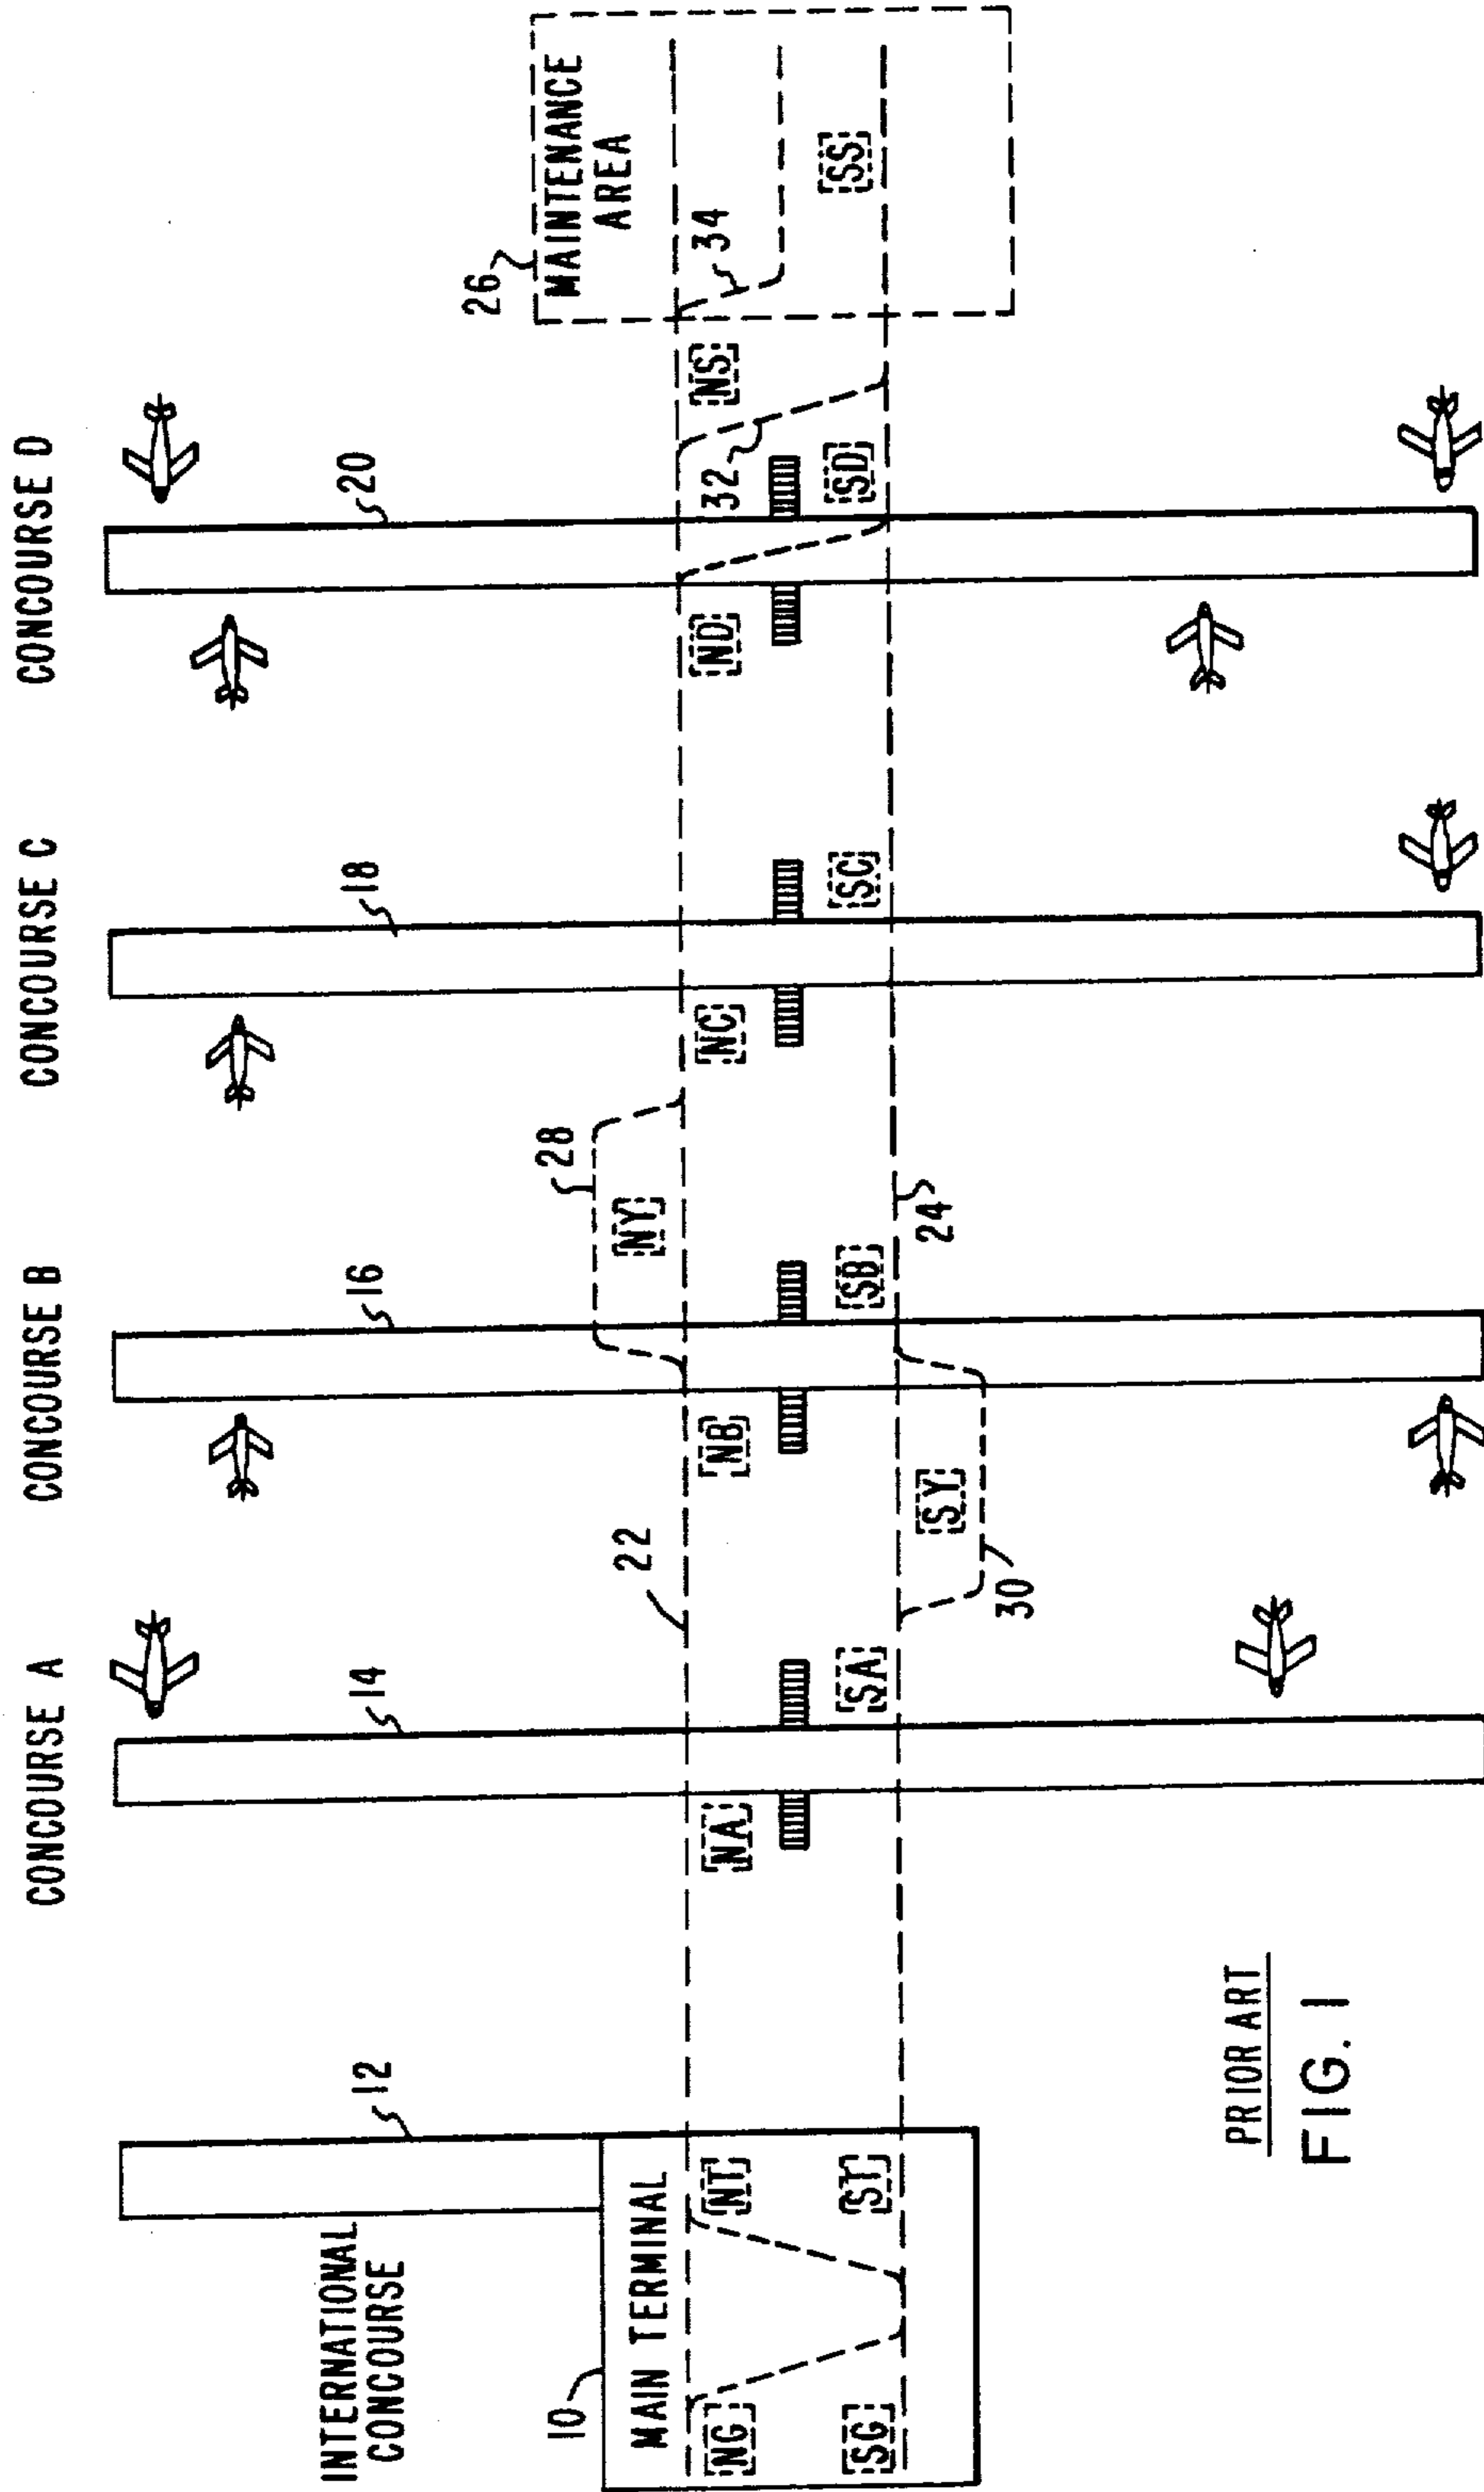 INTERNATIONAL
CONCOURSE
CONCOURSE A
CONCOURSE B
CONCOURSE C
CONCOURSE D
12
14
16
18
20
10
MAIN TERMINAL
22
28
26
MAINTENANCE
AREA
NG
NT
NA
NB
NY
NC
ND
NS
32
34
SG
ST
SA
SB
SC
SD
SS
SY
30
24
PRIOR ART
FIG. 1